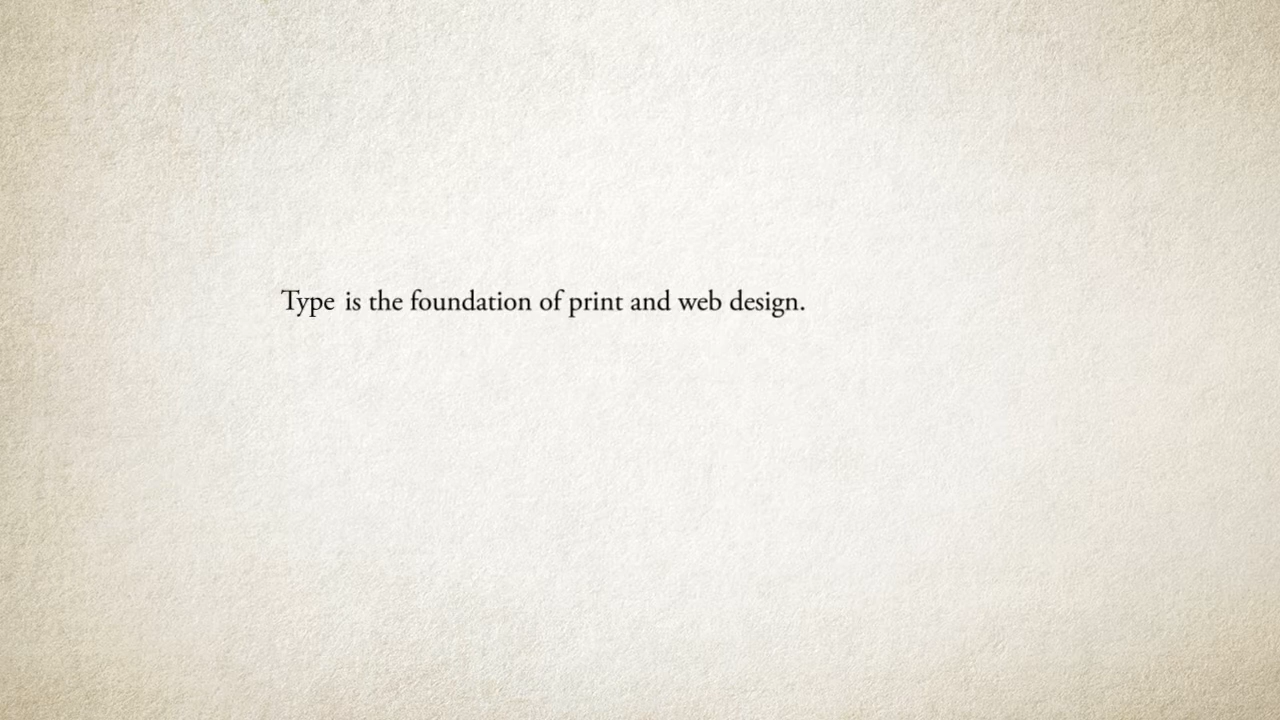 Type is the foundation of print and web design.